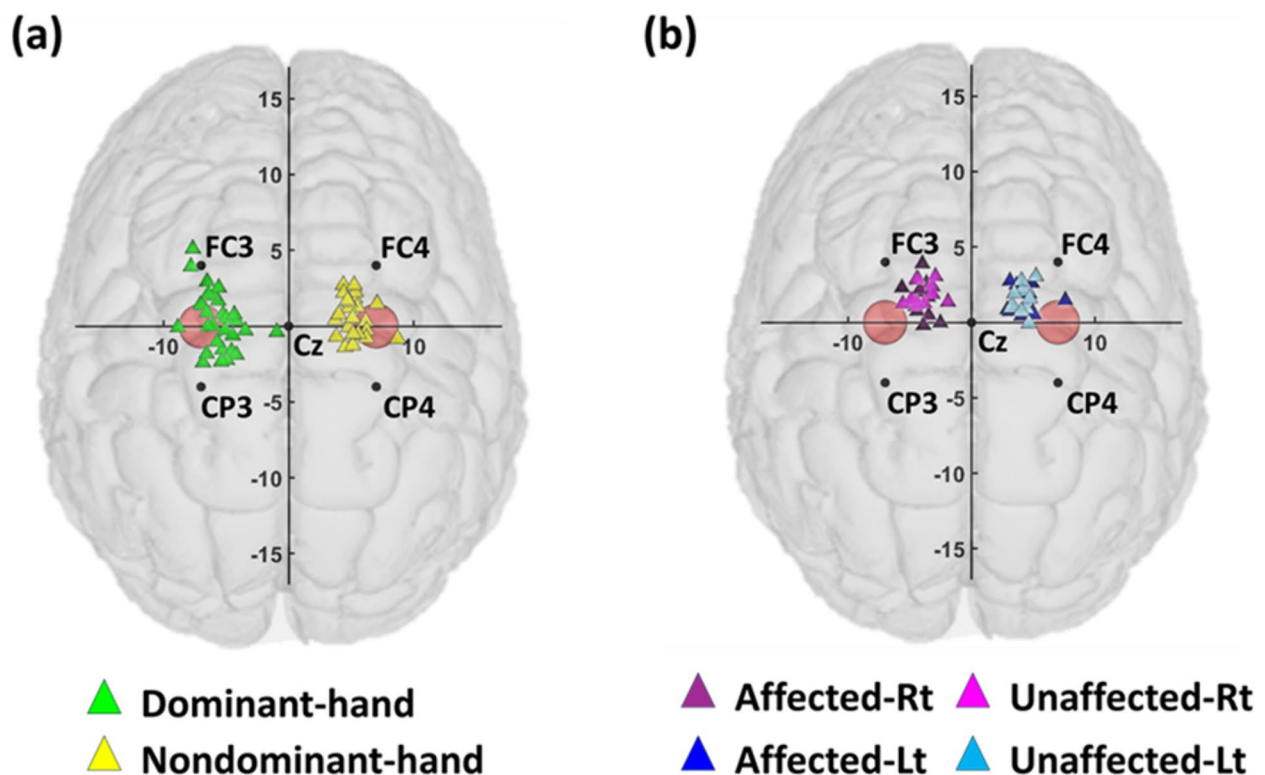 (a)
15
10
FC3
5
FC4
-10
Cz
10
CP3
-5
CP4
-10
-15
Dominant-hand
Nondominant-hand
(b)
15
10
FC3
5
FC4
-10
Cz
10
CP3
-5
CP4
-10
-15
Affected-Rt Unaffected-Rt
Affected-Lt Unaffected-Lt